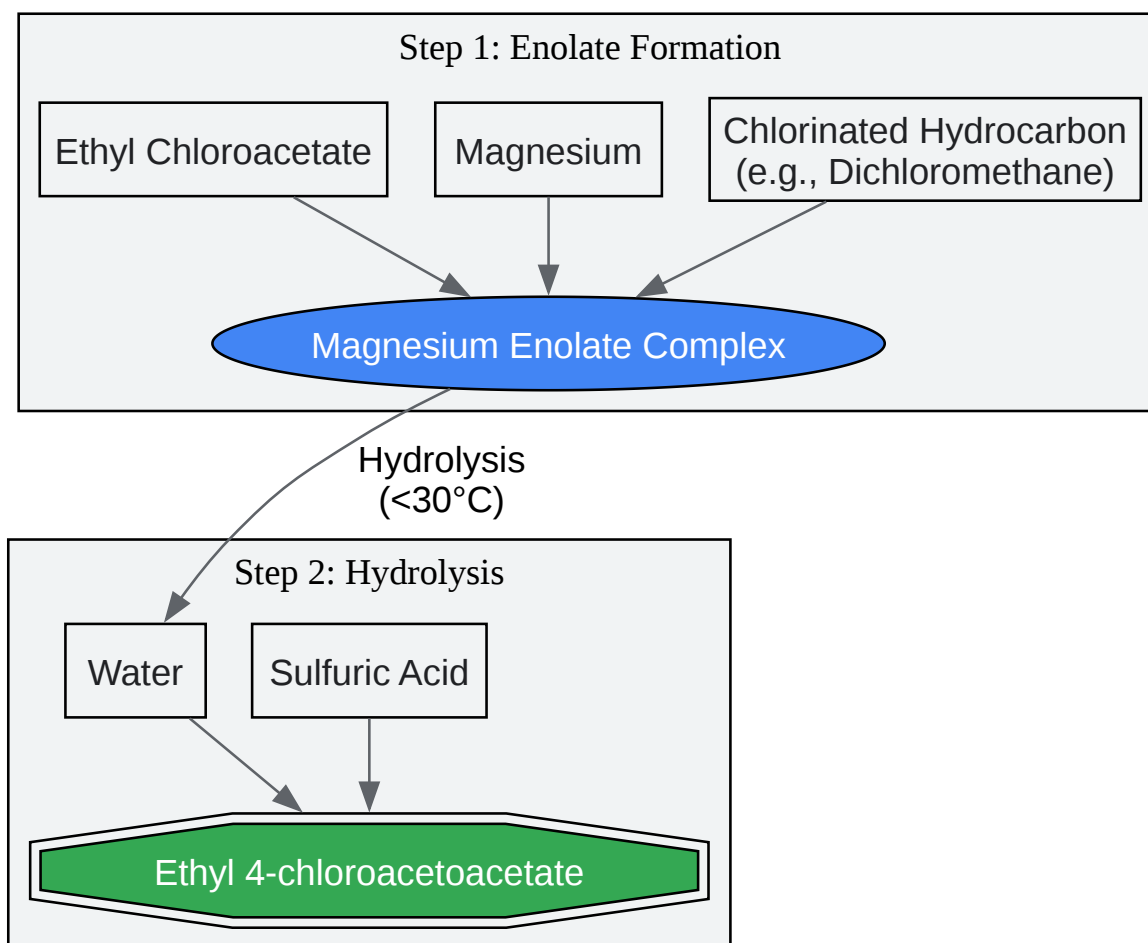 Step 1: Enolate Formation
Ethyl Chloroacetate
Magnesium
Chlorinated Hydrocarbon
(e.g., Dichloromethane)
Magnesium Enolate Complex
Hydrolysis
(<30°C)
Step 2: Hydrolysis
Water
Sulfuric Acid
Ethyl 4-chloroacetoacetate